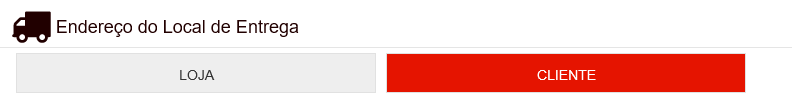 Endereço do Local de Entrega
LOJA
CLIENTE